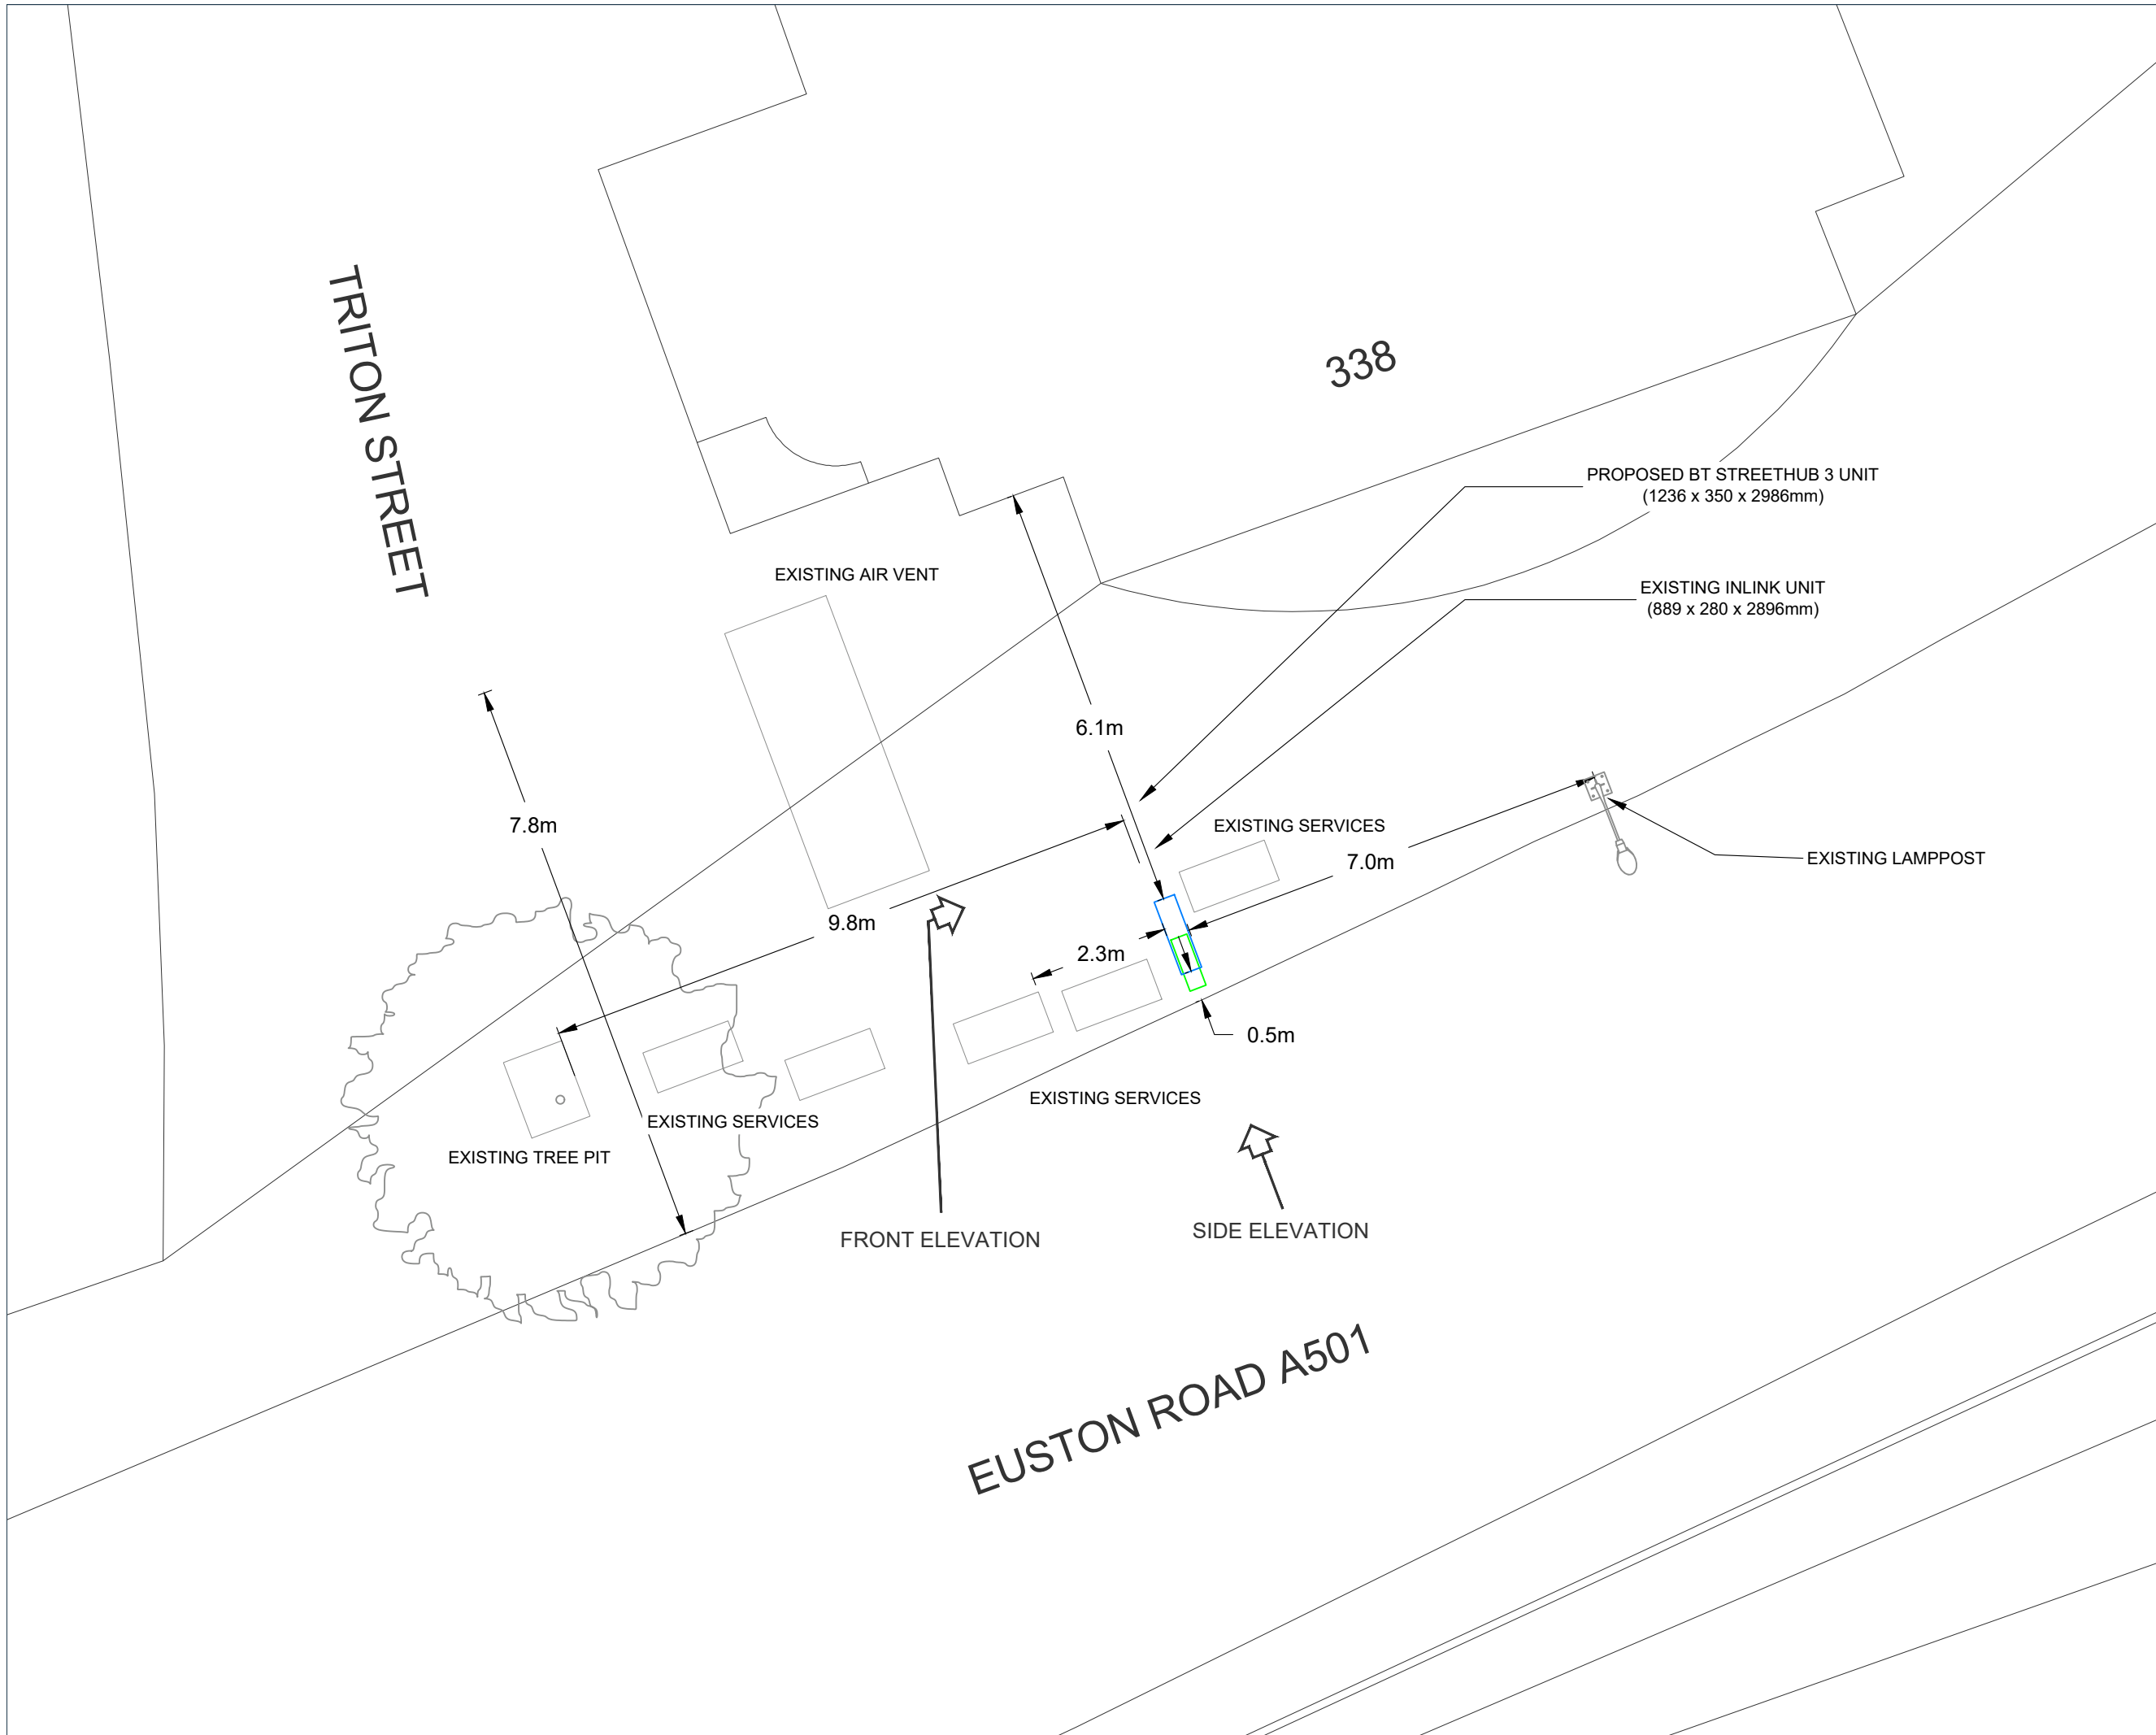 TRITON STREET
338
PROPOSED BT STREETHUB 3 UNIT
(1236 x 350 x 2986mm)
EXISTING AIR VENT
EXISTING INLINK UNIT
(889 x 280 x 2896mm)
6.1m
7.8m
EXISTING SERVICES
7.0m
EXISTING LAMPPOST
9.8m
2.3m
0.5m
EXISTING SERVICES
EXISTING SERVICES
EXISTING TREE PIT
FRONT ELEVATION
SIDE ELEVATION
EUSTON ROAD A501